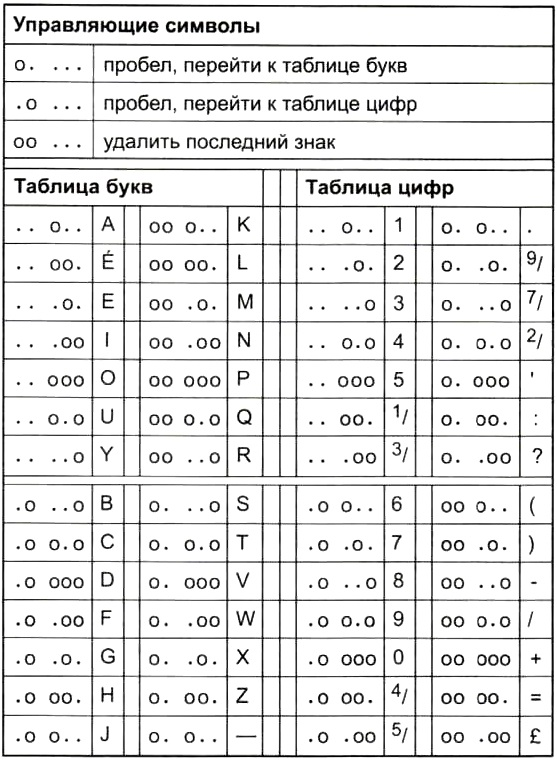 Управляющие символы
o. ... пробел, перейти к таблице букв
.o ... пробел, перейти к таблице цифр
oo ... удалить последний знак
Таблица букв Таблица цифр
.. o.. A oo o.. K .. o.. 1 o. o.. .
.. oo. É oo oo. L .. .o. 2 o. .o. 9/
.. .o. E oo .o. M .. ..o 3 o. ..o 7/
.. .oo I oo .oo N .. o.o 4 o. o.o 2/
.. ooo O oo ooo P .. ooo 5 o. ooo '
.. o.o U oo o.o Q .. oo. 1/ o. oo. :
.. ..o Y oo ..o R .. .oo 3/ o. .oo ?
.o ..o B o. ..o S .o o.. 6 oo o.. (
.o o.o C o. o.o T .o .o. 7 oo .o. )
.o ooo D o. ooo V .o ..o 8 oo ..o -
.o .oo F o. .oo W .o o.o 9 oo o.o /
.o .o. G o. .o. X .o ooo 0 oo ooo +
.o oo. H o. oo. Z .o oo. 4/ oo oo. =
.o o.. J o. o.. — .o .oo 5/ oo .oo £